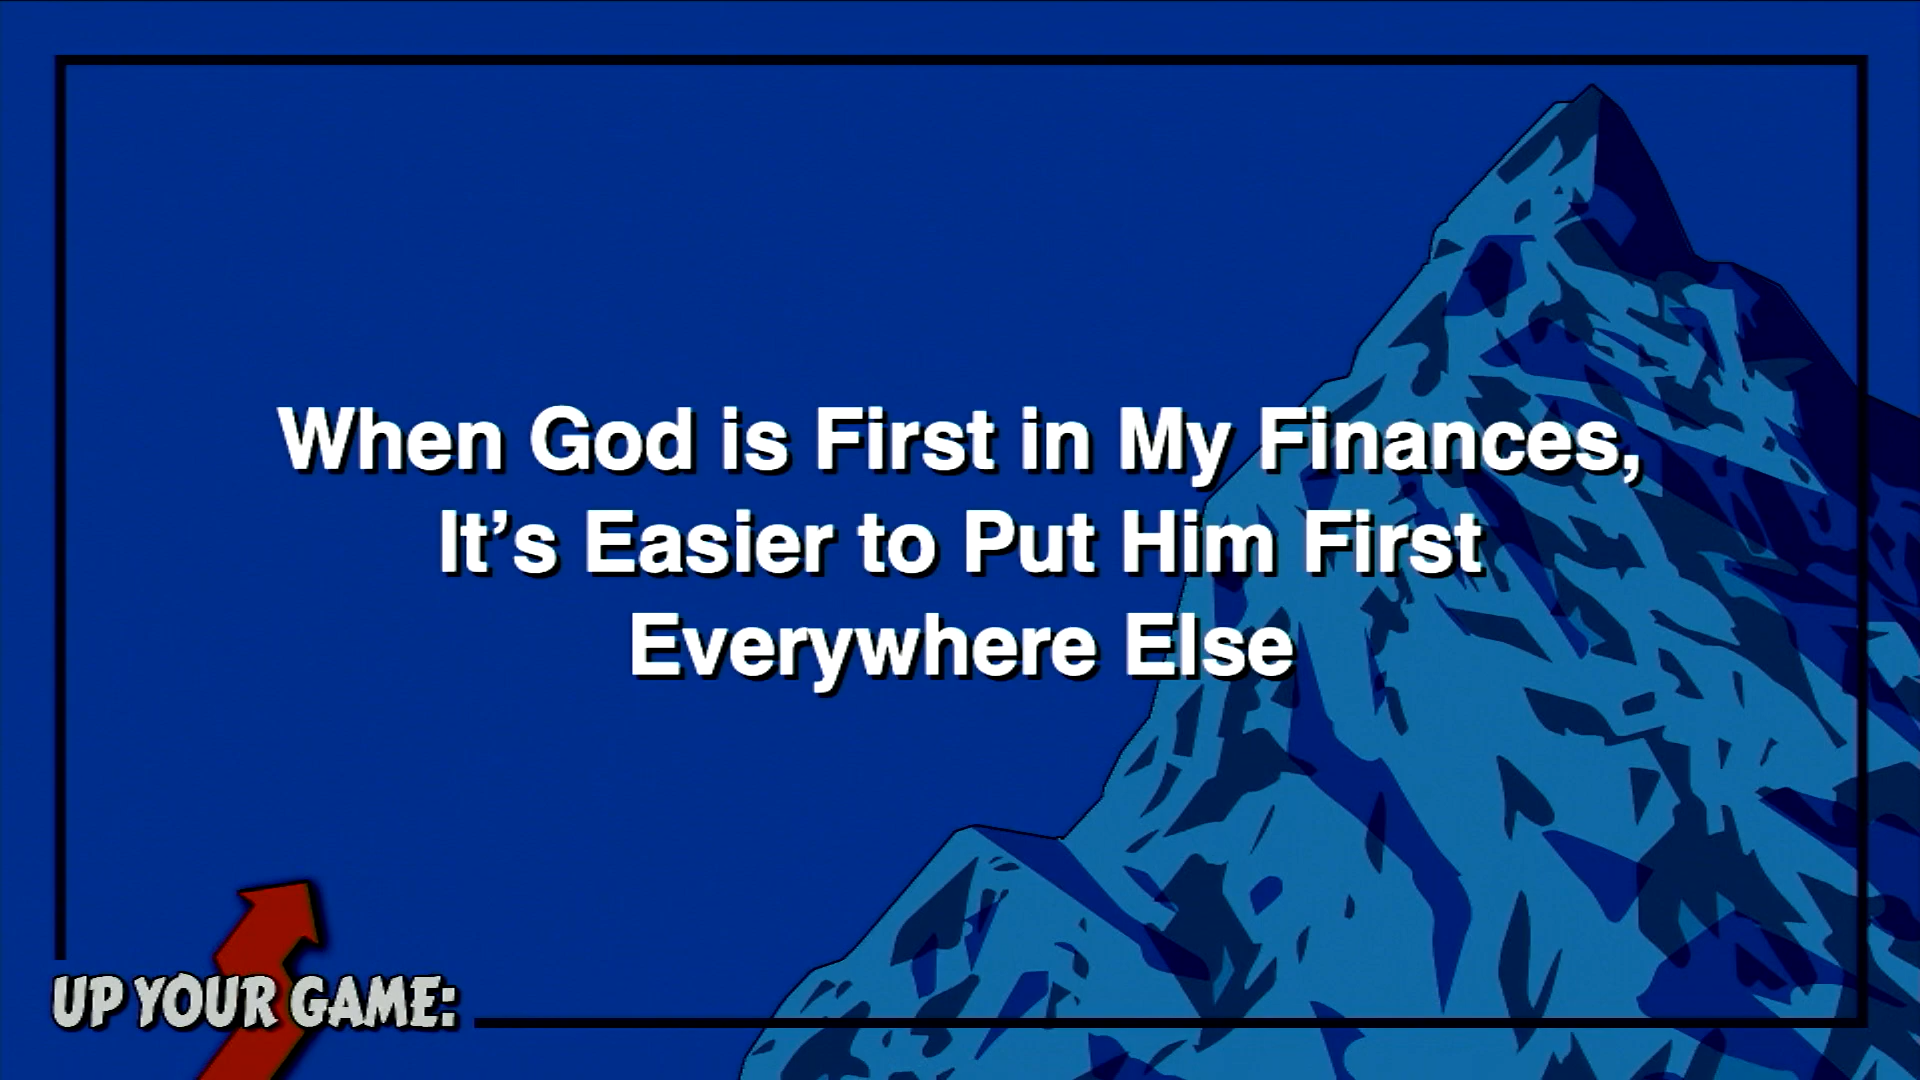 When God is First in My Finances,
It’s Easier to Put Him First
Everywhere Else
UP YOUR GAME: